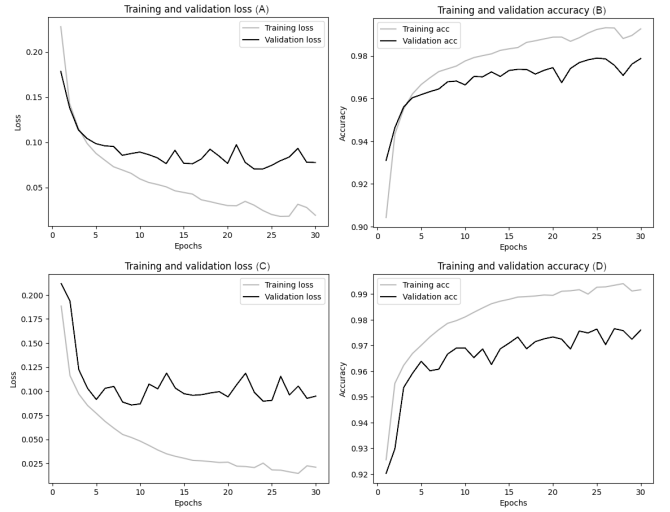 Training and validation loss (A)
Training loss
Validation loss
0.20
0.15
0.10
0.05
Loss
0 5 10 15 20 25 30
Epochs
Training and validation accuracy (B)
Training acc
Validation acc
0.98
0.96
0.94
0.92
0.90
Accuracy
0 5 10 15 20 25 30
Epochs
Training and validation loss (C)
Training loss
Validation loss
0.200
0.175
0.150
0.125
0.100
0.075
0.050
0.025
Loss
0 5 10 15 20 25 30
Epochs
Training and validation accuracy (D)
Training acc
Validation acc
0.99
0.98
0.97
0.96
0.95
0.94
0.93
0.92
Accuracy
0 5 10 15 20 25 30
Epochs